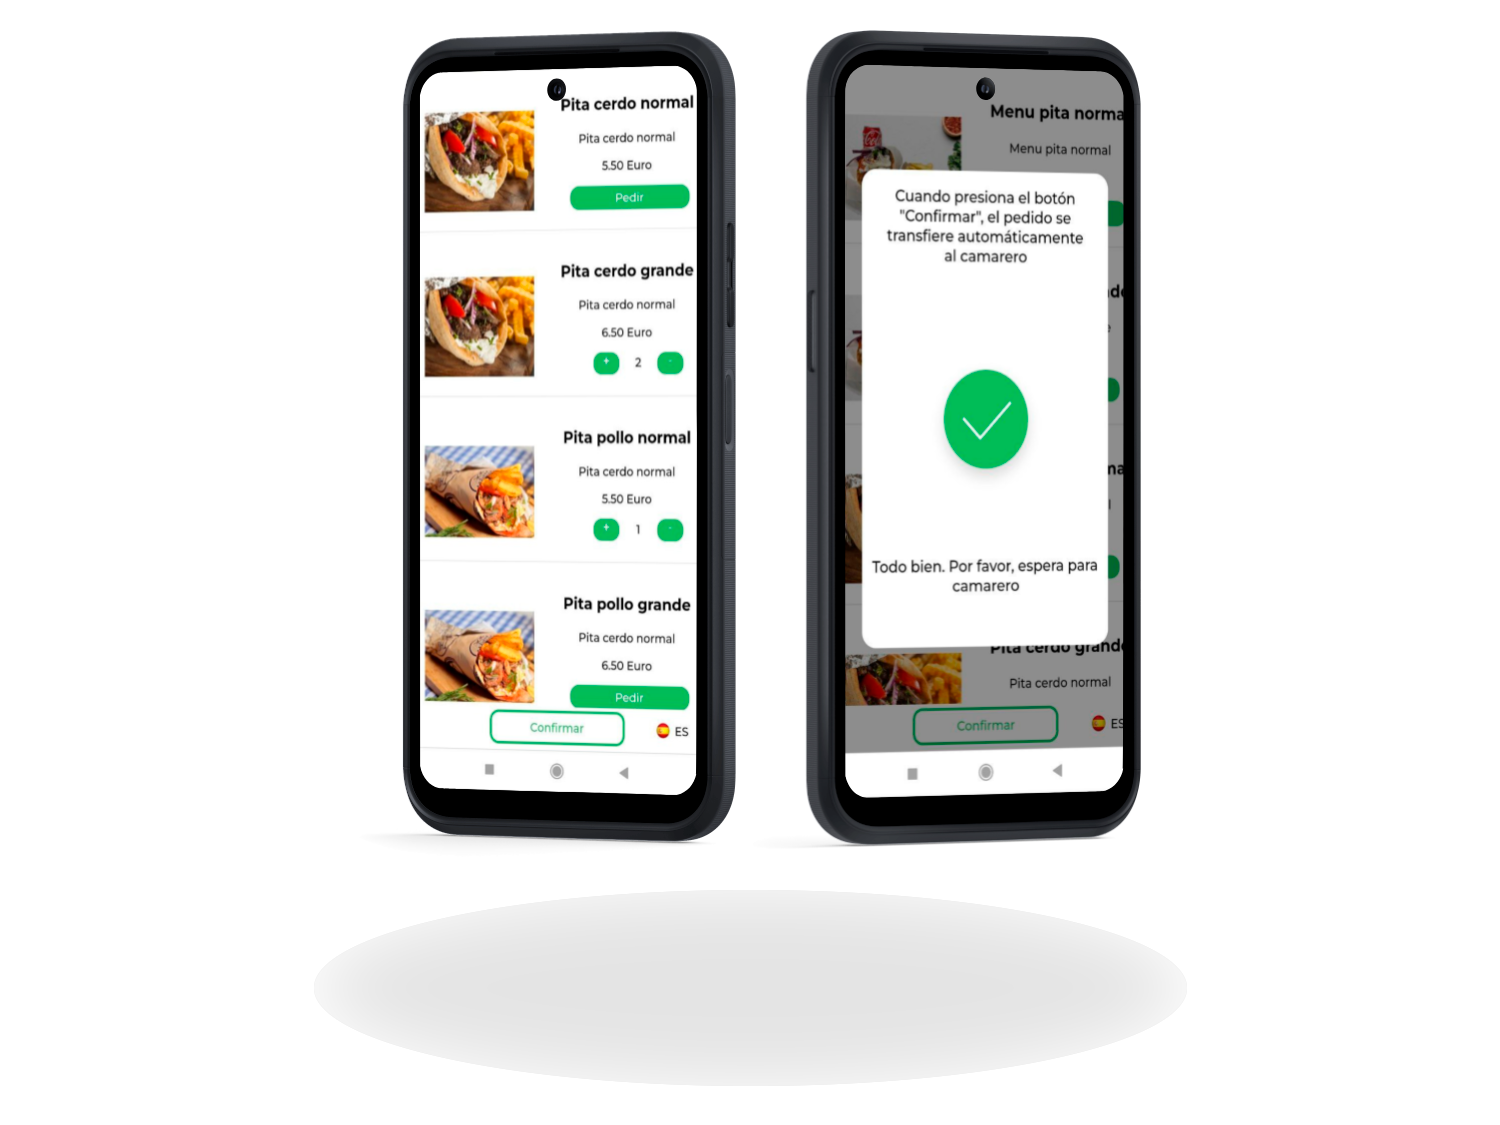 Pita cerdo normal
Pita cerdo normal
5.50 Euro
Pedir
Pita cerdo grande
Pita cerdo normal
6.50 Euro
+ 2 -
Pita pollo normal
Pita cerdo normal
5.50 Euro
+ 1 -
Pita pollo grande
Pita cerdo normal
6.50 Euro
Pedir
Confirmar
ES
Menu pita norma
Menu pita normal
Cuando presiona el botón
"Confirmar", el pedido se
transfiere automáticamente
al camarero
Todo bien. Por favor, espera para
camarero
Pita cerdo grande
Pita cerdo normal
Confirmar
ES